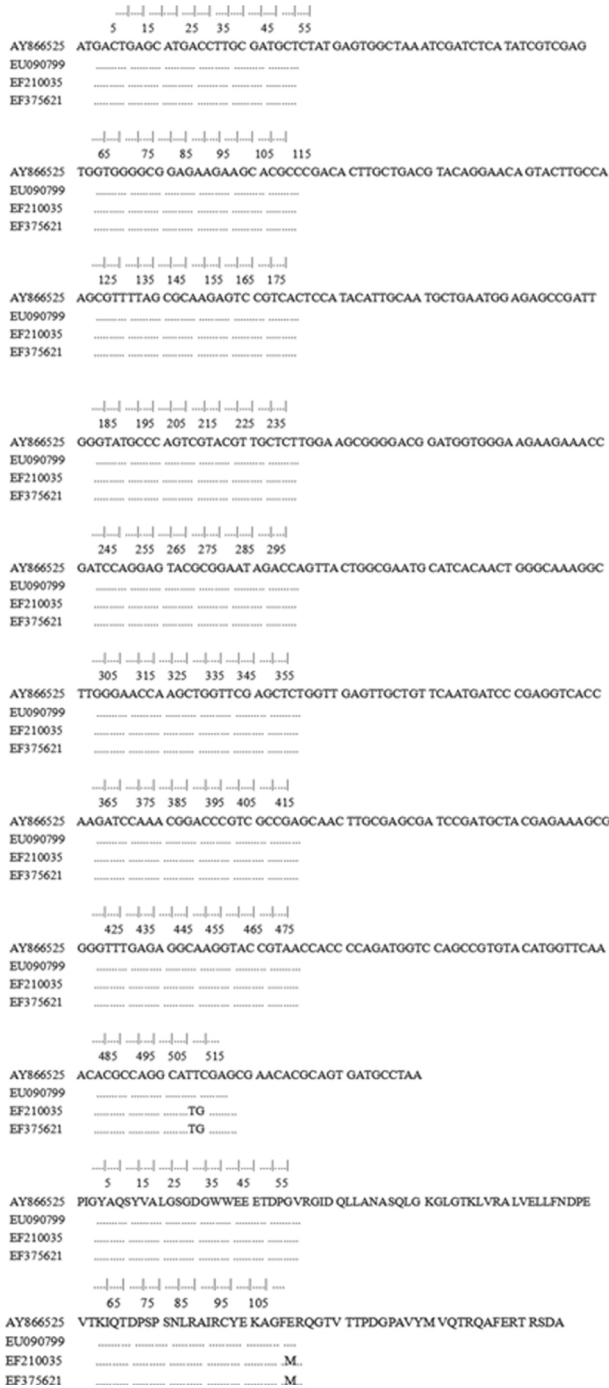 5 15 25 35 45 55
AY866525 ATGACTGAGC ATGACCTTGC GATGCTCTAT GAGTGGCTAAA ATCGATCTCA TATCGTCGAG
EU090799
EF210035
EF375621
65 75 85 95 105 115
AY866525 TGGTGGGGCG GAGAAGAAGC ACGCCCGACA CTTGCTGACG TACAGGAACA GTACTTGCCA
EU090799
EF210035
EF375621
125 135 145 155 165 175
AY866525 AGCGTTTTAG CGCAAGAGTC CGTCACTCCA TACATTGCAA TGCTGAATGG AGAGCCGATT
EU090799
EF210035
EF375621
185 195 205 215 225 235
AY866525 GGGTATGCCC AGTCGTACGT TGCTCTTGGA AGCGGGGACG GATGGTGGGA AGAAGAAACC
EU090799
EF210035
EF375621
245 255 265 275 285 295
AY866525 GATCCAGGAG TACGCGGAAT AGACCAGTTA CTGGCGAATG CATCACAACT GGGCAAAGGC
EU090799
EF210035
EF375621
305 315 325 335 345 355
AY866525 TTGGGAACCA AGCTGGTTCG AGCTCTGGTT GAGTTGCTGT TCAATGATCC CGAGGTCACC
EU090799
EF210035
EF375621
365 375 385 395 405 415
AY866525 AAGATCCAAA CGGACCCGTC GCCGAGCAAC TTGCGAGCGA TCCGATGCTA CGAGAAAGCG
EU090799
EF210035
EF375621
425 435 445 455 465 475
AY866525 GGGTTTGAGA GGCAAGGTAC CGTAACCACC CCAGATGGTC CAGCCGTGTA CATGGTTCAA
EU090799
EF210035
EF375621
485 495 505 515
AY866525 ACACGCCAGG CATTCGAGCG AACACGCAGT GATGCCTAA
EU090799
EF210035 TG
EF375621 TG
5 15 25 35 45 55
AY866525 PIGYAQSYVALGSGDGWWEE ETDPGVRGID QLLANASQLG KGLGTKLVRA LVELLFNDPE
EU090799
EF210035
EF375621
65 75 85 95 105
AY866525 VTKIQTDPSP SNLRAIRCYE KAGFERQGTV TTPDGPAVYM VQTRQAFERT RSDA
EU090799
EF210035 M
EF375621 M